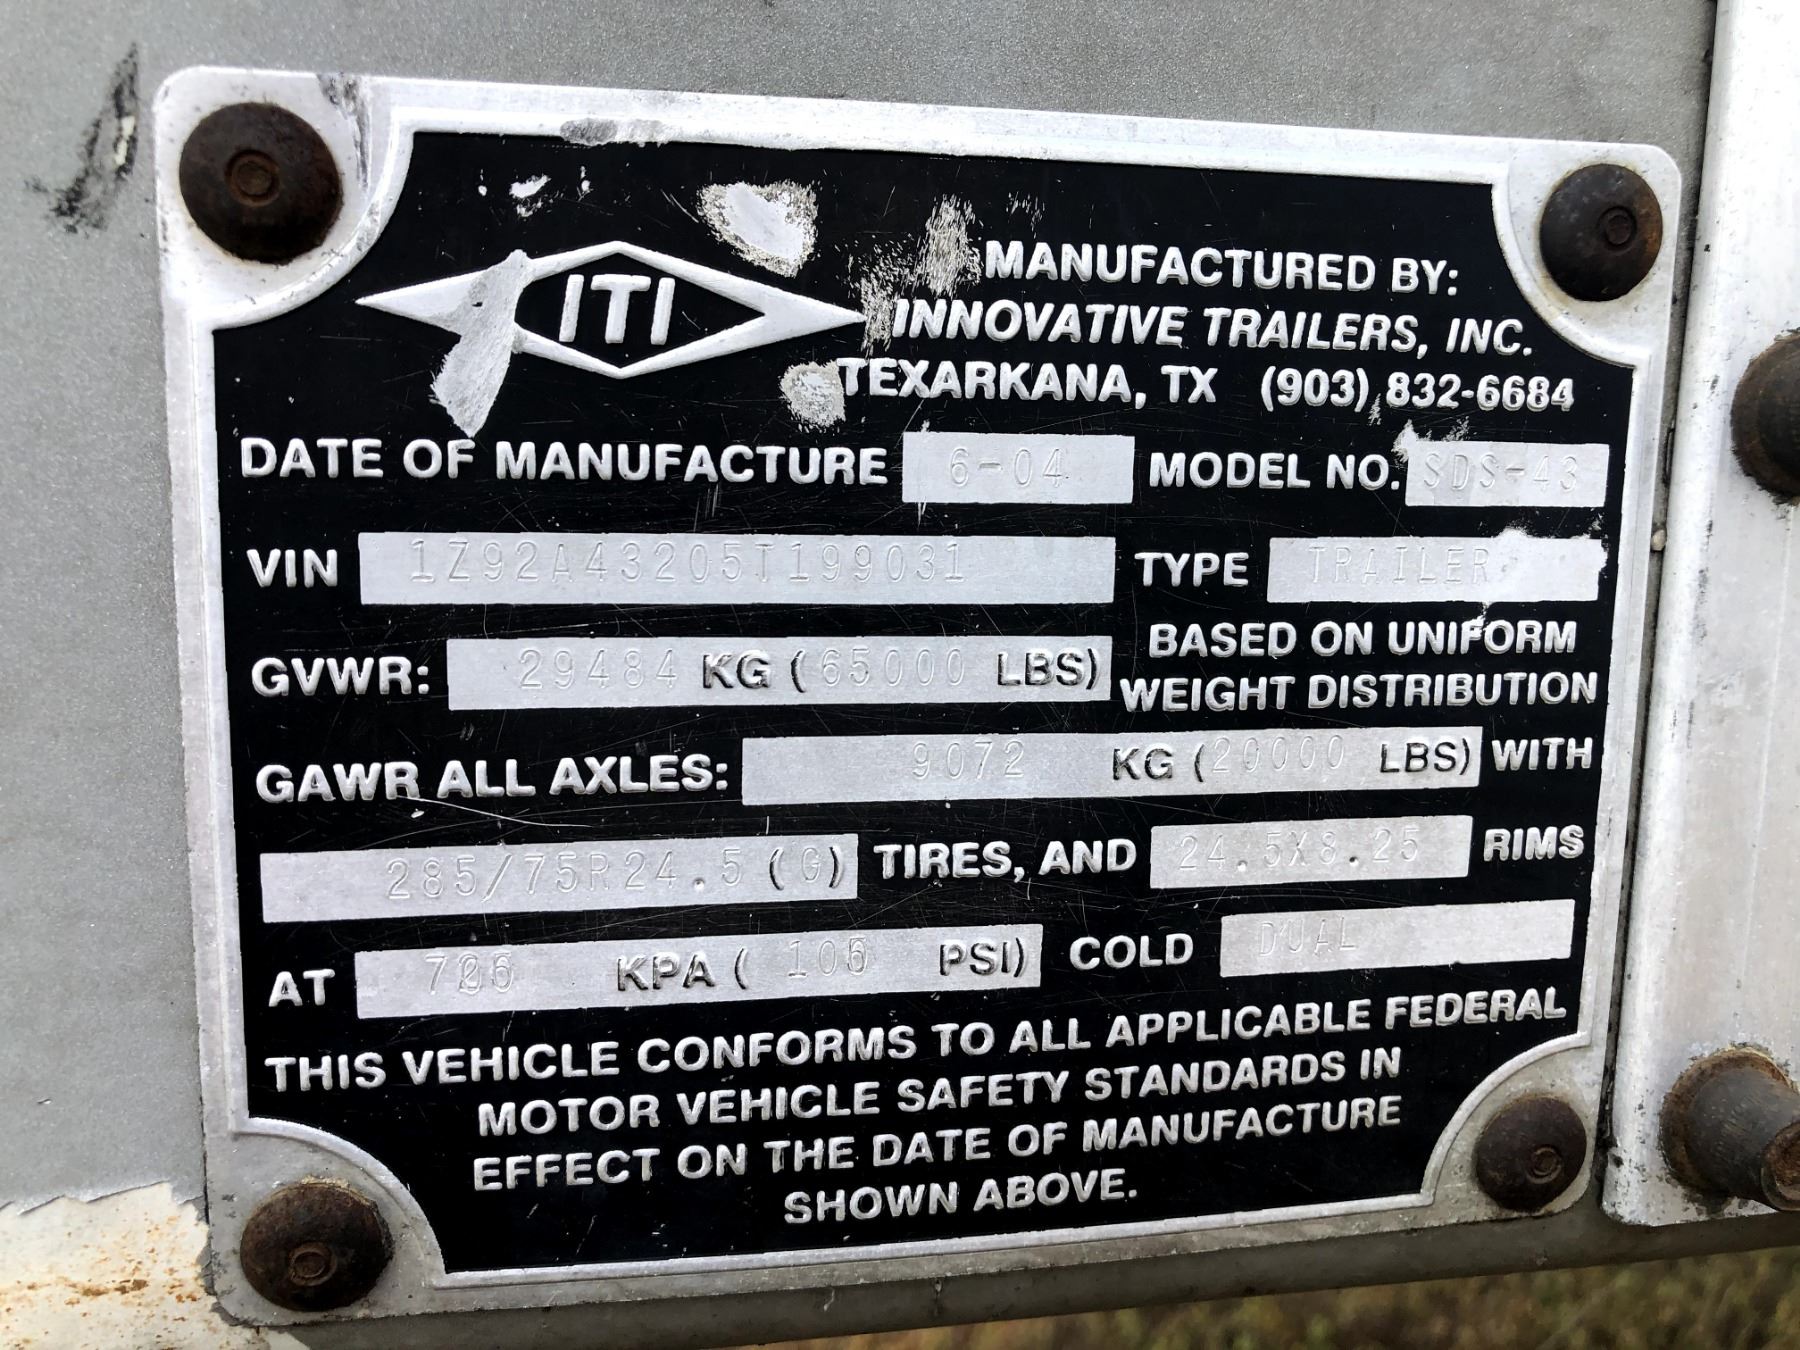 ITI
MANUFACTURED BY:
INNOVATIVE TRAILERS, INC.
TEXARKANA, TX (903) 832-6684
DATE OF MANUFACTURE 6-04 MODEL NO. SDS-43
VIN 1Z92A43205T199031 TYPE TRAILER
GVWR: 29484 KG (65000 LBS) BASED ON UNIFORM
WEIGHT DISTRIBUTION
GAWR ALL AXLES: 9072 KG (20000 LBS) WITH
285/75R24.5(G) TIRES, AND 24.5X8.25 RIMS
AT KPA ( PSI) COLD DUAL
THIS VEHICLE CONFORMS TO ALL APPLICABLE FEDERAL
MOTOR VEHICLE SAFETY STANDARDS IN
EFFECT ON THE DATE OF MANUFACTURE
SHOWN ABOVE.